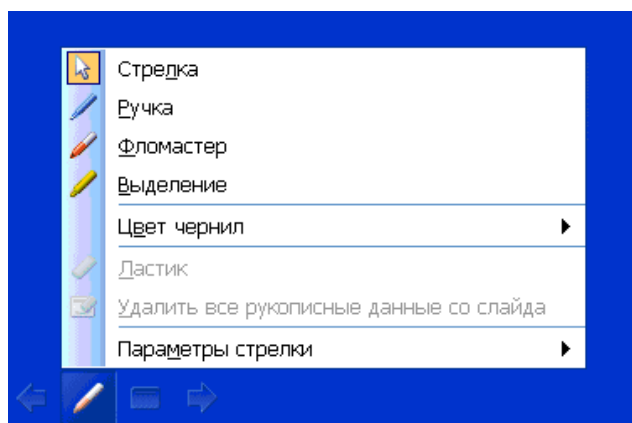 Стрелка
Ручка
Фломастер
Выделение
Цвет чернил
Ластик
Удалить все рукописные данные со слайда
Параметры стрелки